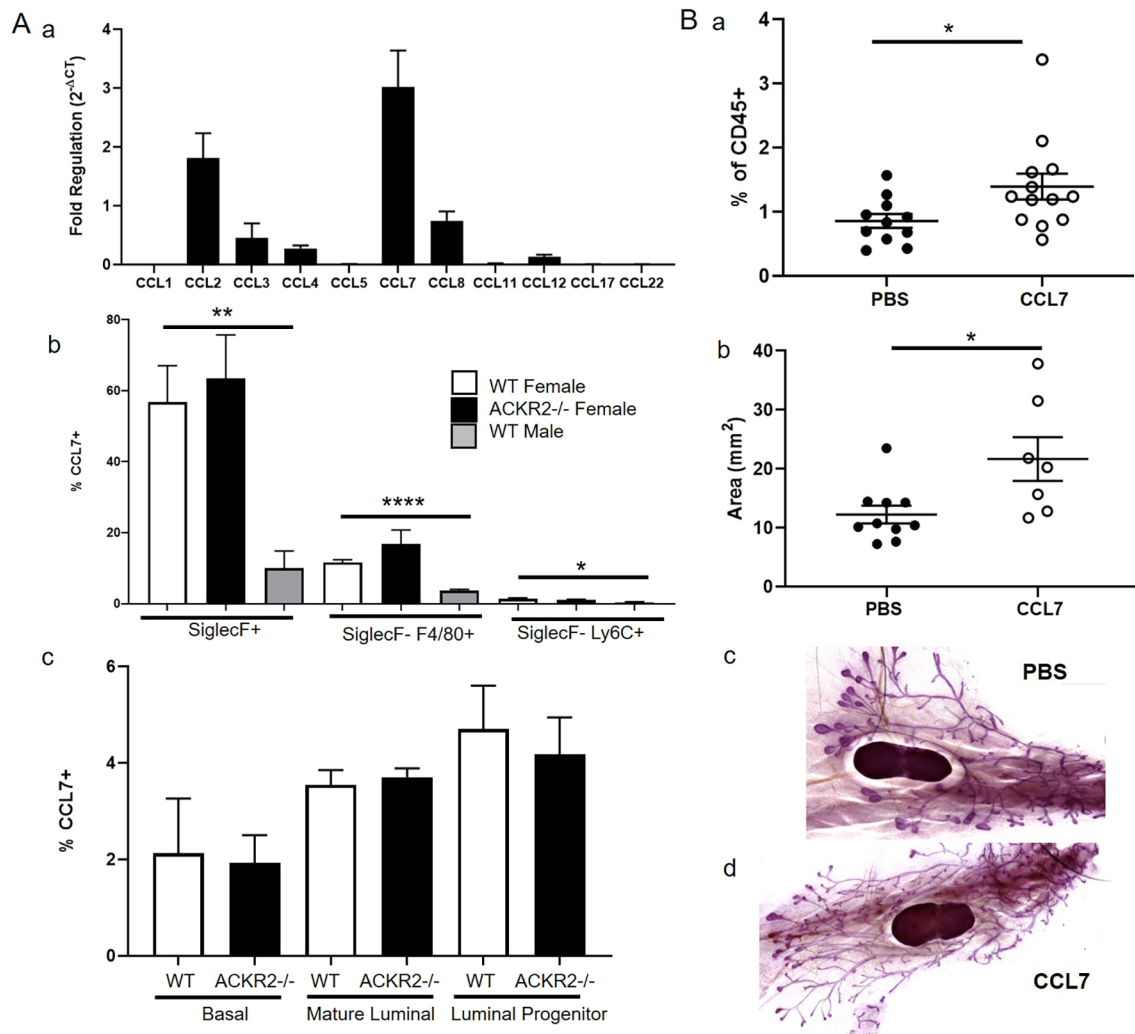 A a
Fold Regulation (2^-ΔCT)
4
3
2
1
0
CCL1 CCL2 CCL3 CCL4 CCL5 CCL7 CCL8 CCL11 CCL12 CCL17 CCL22
b
% CCL7+
80
60
40
20
0
**
****
*
WT Female
ACKR2-/- Female
WT Male
SiglecF+ SiglecF- F4/80+ SiglecF- Ly6C+
c
% CCL7+
6
4
2
0
WT ACKR2-/- WT ACKR2-/- WT ACKR2-/-
Basal Mature Luminal Luminal Progenitor
B a
*
% of CD45+
4
3
2
1
0
PBS CCL7
b
*
Area (mm²)
40
30
20
10
0
PBS CCL7
c
PBS
d
CCL7